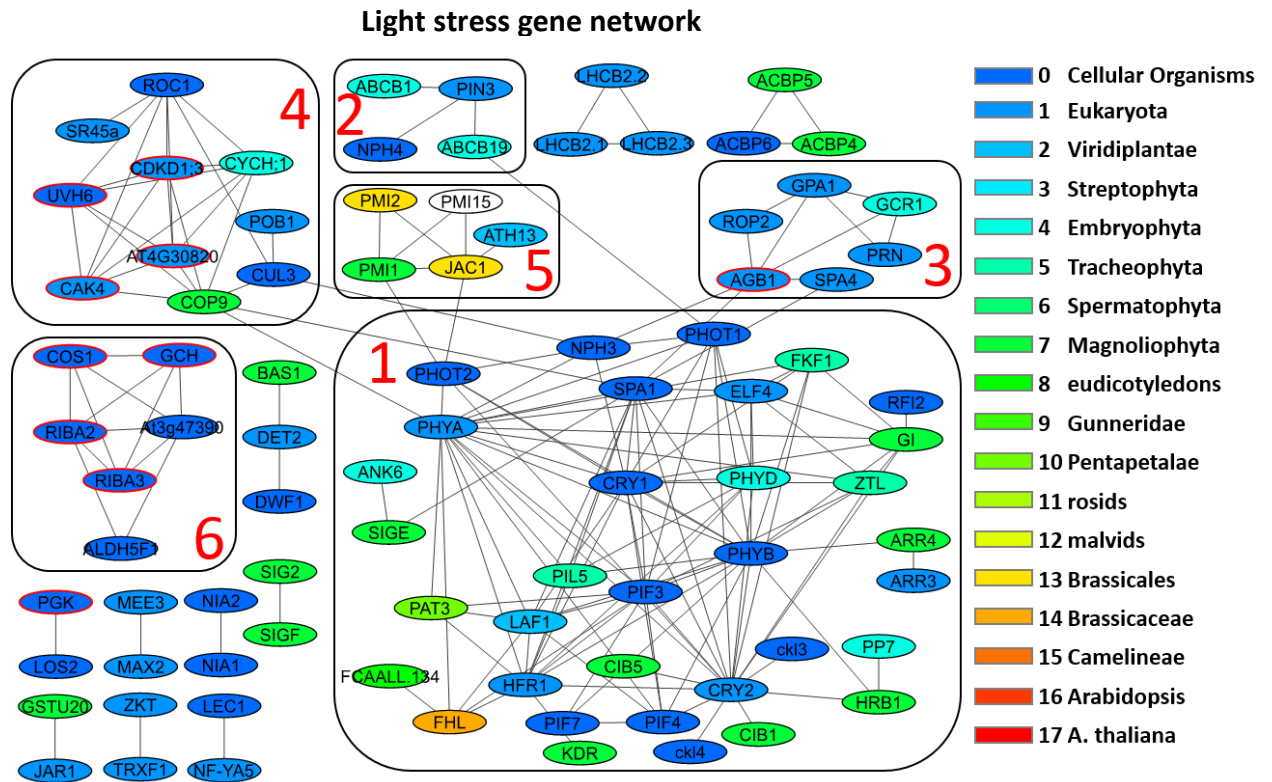 Light stress gene network
4
ROC1
SR45a
CDKD1;3
CYCH;1
UVH6
POB1
AT4G30820
CUL3
CAK4
COP9
2
ABCB1
PIN3
NPH4
ABCB19
LHCB2.2
LHCB2.1
LHCB2.3
ACBP5
ACBP6
ACBP4
5
PMI2
PMI15
ATH13
PMI1
JAC1
3
GPA1
GCR1
ROP2
PRN
AGB1
SPA4
6
COS1
GCH
RIBA2
At3g47390
RIBA3
ALDH5F1
BAS1
DET2
DWF1
SIG2
SIGF
1
NPH3
PHOT1
PHOT2
SPA1
ELF4
FKF1
RFI2
PHYA
GI
ANK6
CRY1
PHYD
ZTL
SIGE
PHYB
ARR4
ARR3
PIL5
PIF3
PAT3
LAF1
ckl3
PP7
CIB5
FCAALL.134
HFR1
CRY2
HRB1
FHL
PIF7
PIF4
CIB1
KDR
ckl4
PGK
MEE3
NIA2
LOS2
MAX2
NIA1
GSTU20
ZKT
LEC1
JAR1
TRXF1
NF-YA5
0 Cellular Organisms
1 Eukaryota
2 Viridiplantae
3 Streptophyta
4 Embryophyta
5 Tracheophyta
6 Spermatophyta
7 Magnoliophyta
8 eudicotyledons
9 Gunneridae
10 Pentapetalae
11 rosids
12 malvids
13 Brassicales
14 Brassicaceae
15 Camelineae
16 Arabidopsis
17 A. thaliana